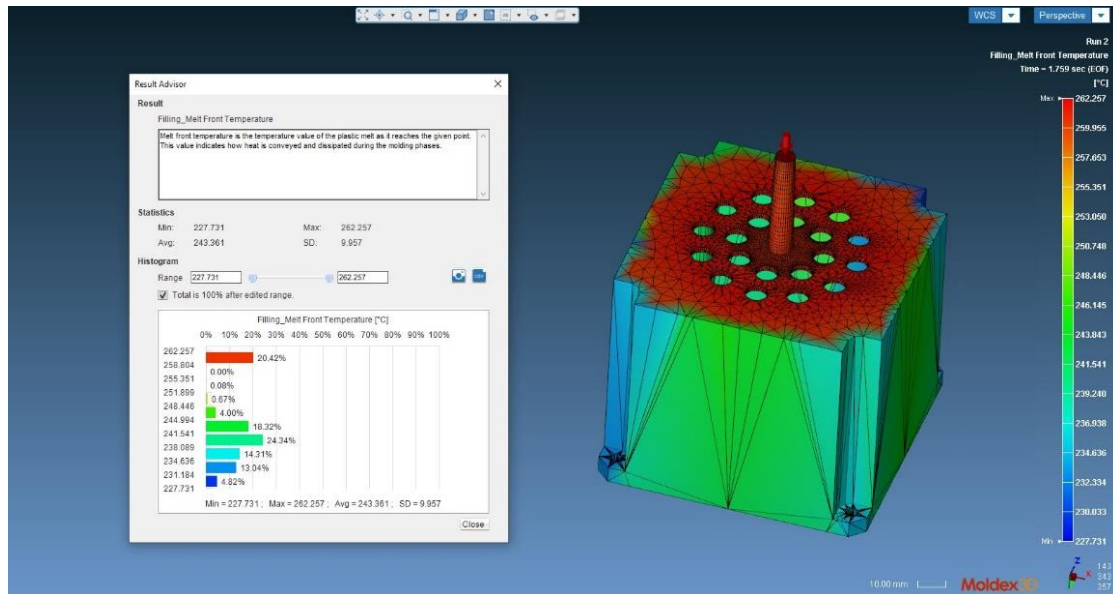 WCS
Perspective
Run 2
Filling_Melt Front Temperature
Time = 1.759 sec (EOF)
[°C]
Max
262.257
259.955
257.653
255.351
253.050
250.748
248.446
246.145
243.843
241.541
239.240
236.938
234.636
232.334
230.033
Min
227.731
Result Advisor
Result
Filling_Melt Front Temperature
Melt front temperature is the temperature value of the plastic melt as it reaches the given point.
This value indicates how heat is conveyed and dissipated during the molding phases.
Statistics
Min: 227.731 Max: 262.257
Avg: 243.361 SD: 9.957
Histogram
Range 227.731 262.257
Total is 100% after edited range.
Filling_Melt Front Temperature [°C]
0% 10% 20% 30% 40% 50% 60% 70% 80% 90% 100%
262.257
20.42%
258.804
0.00%
255.351
0.08%
251.899
0.67%
248.446
4.00%
244.994
18.32%
241.541
24.34%
238.089
14.31%
234.636
13.04%
231.184
4.82%
227.731
Min = 227.731 ; Max = 262.257 ; Avg = 243.361 ; SD = 9.957
Close
10.00 mm
Moldex3D
Z
X
143
343
357